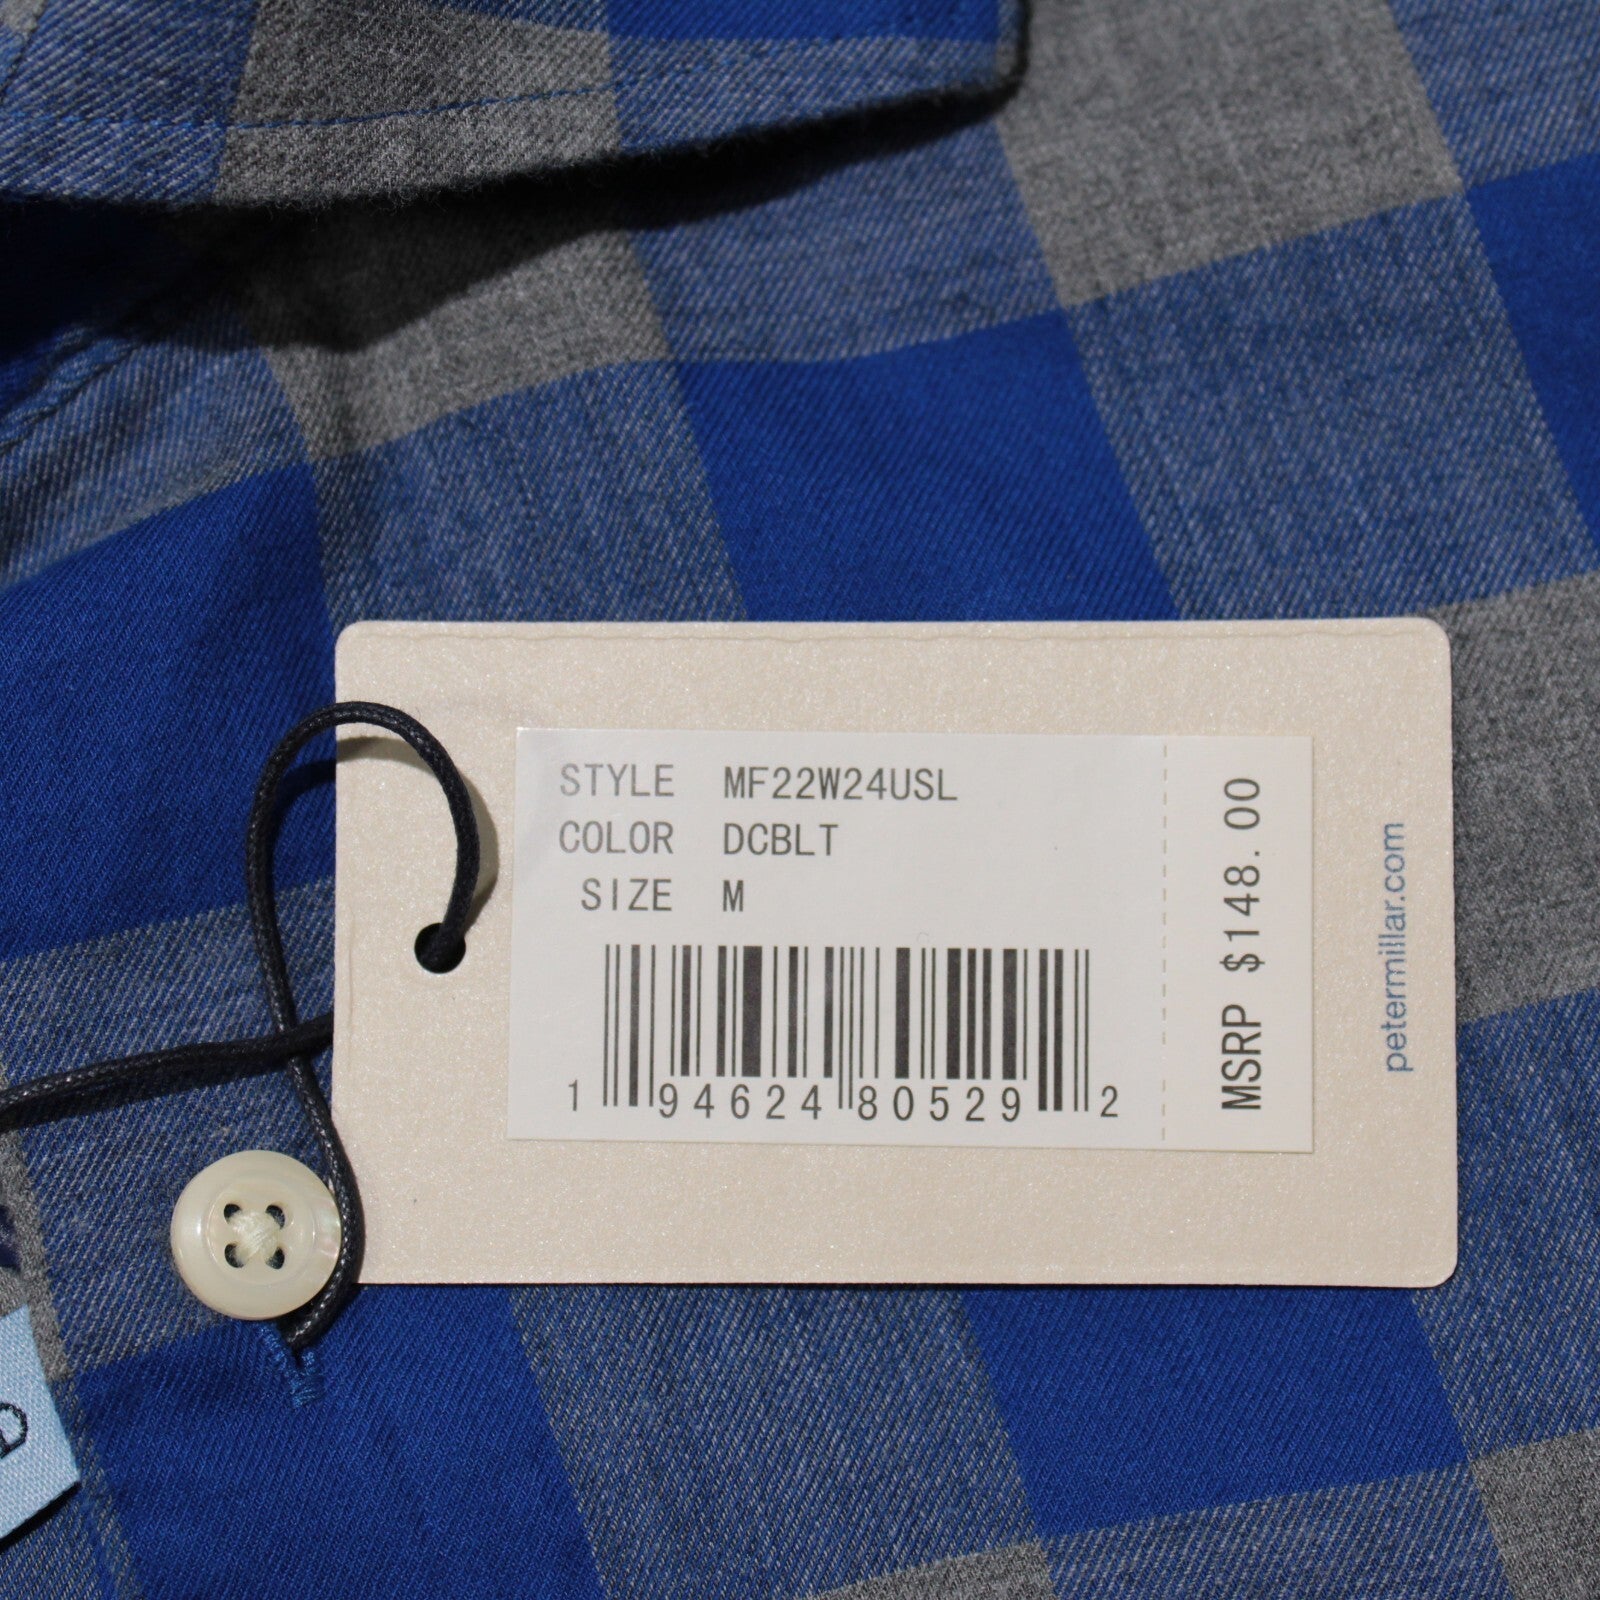 STYLE MF22W24USL
COLOR DCBLT
SIZE M
1 94624 80529 2
MSRP $148.00
petermillar.com